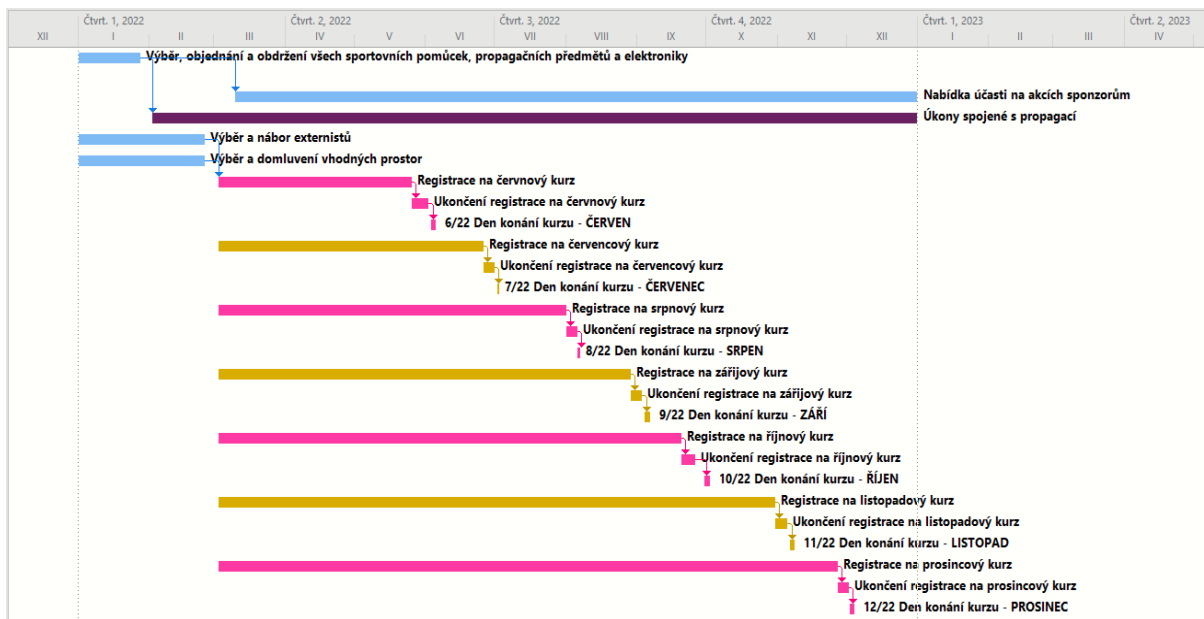 Čtvrt. 1, 2022 Čtvrt. 2, 2022 Čtvrt. 3, 2022 Čtvrt. 4, 2022 Čtvrt. 1, 2023 Čtvrt. 2, 2023
XII I II III IV V VI VII VIII IX X XI XII I II III IV
Výběr, objednání a obdržení všech sportovních pomůcek, propagačních předmětů a elektroniky
Nabídka účasti na akcích sponzorům
Úkony spojené s propagací
Výběr a nábor externistů
Výběr a domluvení vhodných prostor
Registrace na červnový kurz
Ukončení registrace na červnový kurz
6/22 Den konání kurzu - ČERVEN
Registrace na červencový kurz
Ukončení registrace na červencový kurz
7/22 Den konání kurzu - ČERVENEC
Registrace na srpnový kurz
Ukončení registrace na srpnový kurz
8/22 Den konání kurzu - SRPEN
Registrace na zářijový kurz
Ukončení registrace na zářijový kurz
9/22 Den konání kurzu - ZÁŘÍ
Registrace na říjnový kurz
Ukončení registrace na říjnový kurz
10/22 Den konání kurzu - ŘÍJEN
Registrace na listopadový kurz
Ukončení registrace na listopadový kurz
11/22 Den konání kurzu - LISTOPAD
Registrace na prosincový kurz
Ukončení registrace na prosincový kurz
12/22 Den konání kurzu - PROSINEC